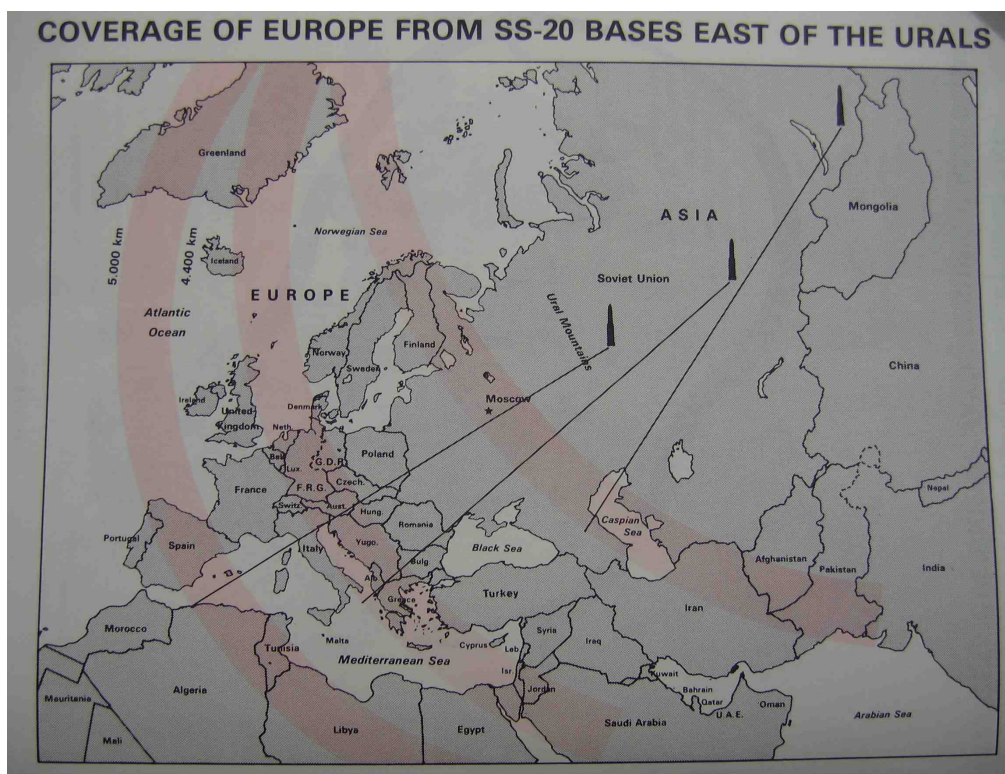 COVERAGE OF EUROPE FROM SS-20 BASES EAST OF THE URALS
Greenland
Mongolia
ASIA
Norwegian Sea
5.000 km
4.400 km
Iceland
Soviet Union
EUROPE
Ural Mountains
Atlantic
Ocean
Norway
Finland
Sweden
China
Ireland
United
Kingdom
Denmark
Moscow
Neth.
Poland
Bel.
Lux.
G.D.R.
Czech.
France
F.R.G.
Nepal
Switz.
Aust.
Hung.
Romania
Caspian
Sea
Portugal
Spain
Italy
Yugo.
Black Sea
Bulg.
Afghanistan
Pakistan
India
Alb.
Greece
Turkey
Iran
Morocco
Malta
Syria
Iraq
Tunisia
Cyprus
Leb.
Mediterranean Sea
Isr.
Kuwait
Mauritania
Algeria
Jordan
Bahrain
Qatar
Oman
Libya
Egypt
Saudi Arabia
U.A.E.
Arabian Sea
Mali